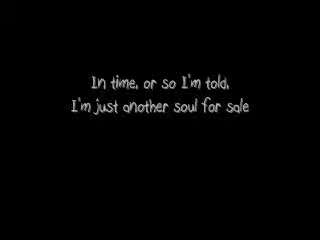 In time, or so I'm told,
I'm just another soul for sale